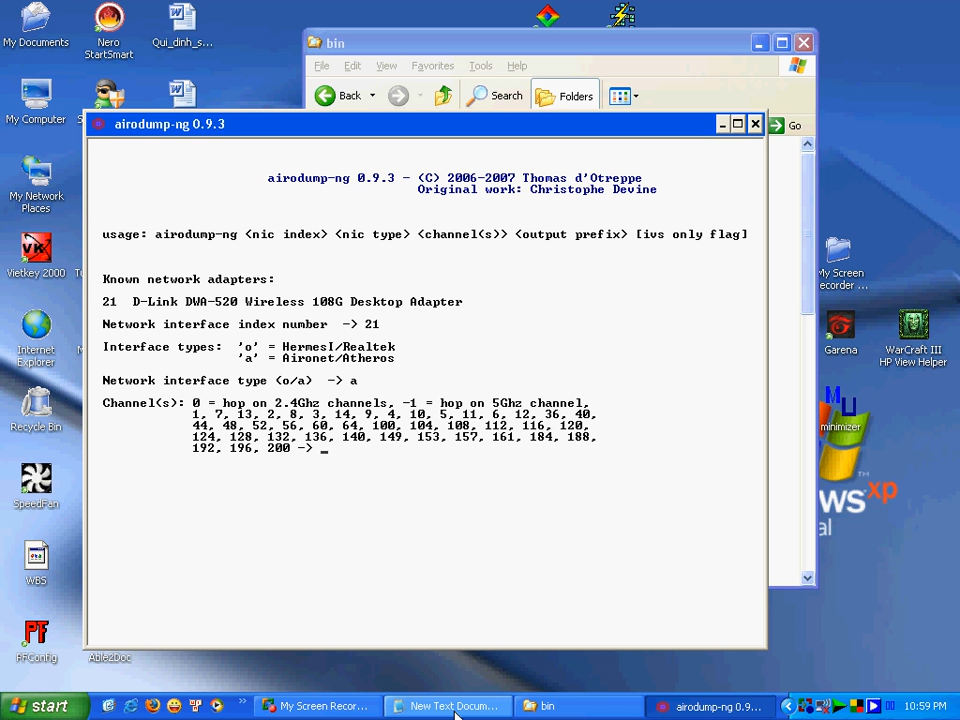 My Documents
Nero
StartSmart
Qui_dinh_s...
bin
File Edit View Favorites Tools Help
Back
Search
Folders
My Computer
Go
airodump-ng 0.9.3
airodump-ng 0.9.3 - (C) 2006-2007 Thomas d'Otreppe
Original work: Christophe Devine
usage: airodump-ng <nic index> <nic type> <channel(s)> <output prefix> [ivs only flag]
Known network adapters:
21 D-Link DWA-520 Wireless 108G Desktop Adapter
Network interface index number -> 21
Interface types: 'o' = HermesI/Realtek
'a' = Aironet/Atheros
Network interface type (o/a) -> a
Channel(s): 0 = hop on 2.4Ghz channels, -1 = hop on 5Ghz channel,
1, 7, 13, 2, 8, 3, 14, 9, 4, 10, 5, 11, 6, 12, 36, 40,
44, 48, 52, 56, 60, 64, 100, 104, 108, 112, 116, 120,
124, 128, 132, 136, 140, 149, 153, 157, 161, 184, 188,
192, 196, 200 -> _
My Network
Places
Vietkey 2000
Internet
Explorer
Recycle Bin
SpeedFan
WBS
FFConfig
Able2Doc
My Screen
Recorder ...
Garena
WarCraft III
HP View Helper
minimizer
xp
start
My Screen Recor...
New Text Docum...
bin
airodump-ng 0.9...
10:59 PM